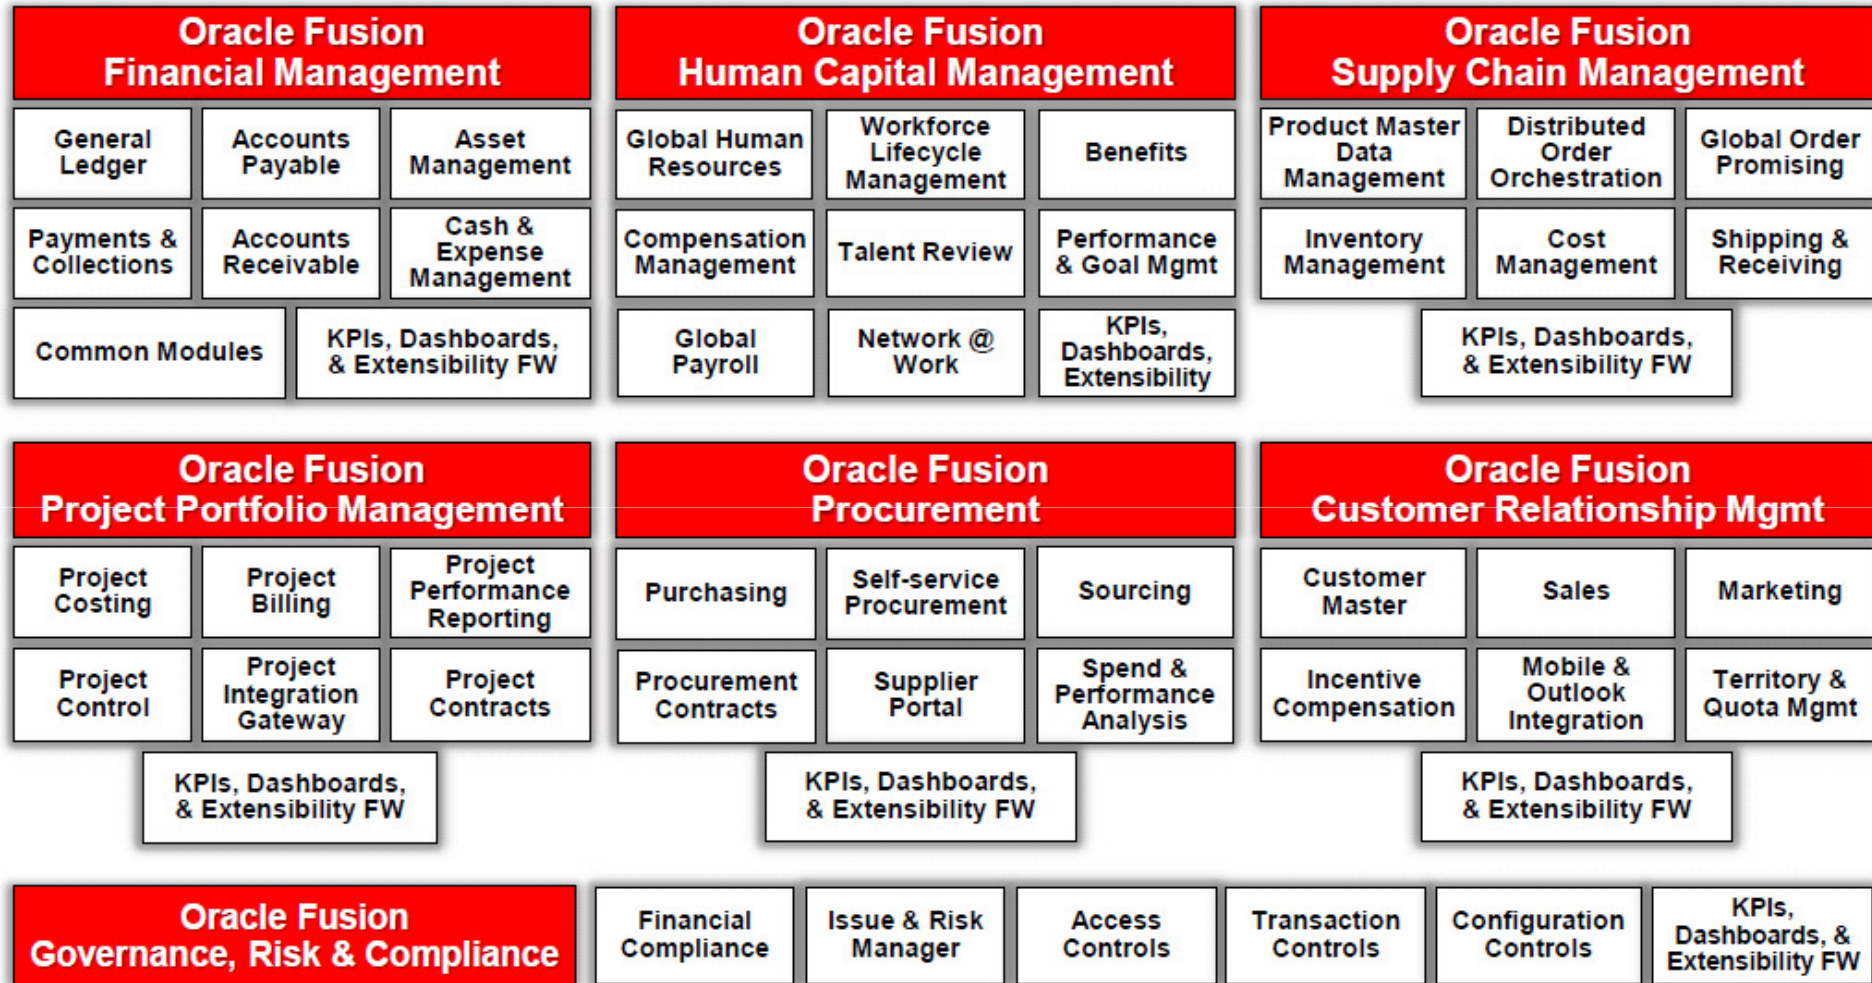 Oracle Fusion
Financial Management
General
Ledger
Accounts
Payable
Asset
Management
Payments &
Collections
Accounts
Receivable
Cash &
Expense
Management
Common Modules
KPIs, Dashboards,
& Extensibility FW
Oracle Fusion
Human Capital Management
Global Human
Resources
Workforce
Lifecycle
Management
Benefits
Compensation
Management
Talent Review
Performance
& Goal Mgmt
Global
Payroll
Network @
Work
KPIs,
Dashboards,
Extensibility
Oracle Fusion
Supply Chain Management
Product Master
Data
Management
Distributed
Order
Orchestration
Global Order
Promising
Inventory
Management
Cost
Management
Shipping &
Receiving
KPIs, Dashboards,
& Extensibility FW
Oracle Fusion
Project Portfolio Management
Project
Costing
Project
Billing
Project
Performance
Reporting
Project
Control
Project
Integration
Gateway
Project
Contracts
KPIs, Dashboards,
& Extensibility FW
Oracle Fusion
Procurement
Purchasing
Self-service
Procurement
Sourcing
Procurement
Contracts
Supplier
Portal
Spend &
Performance
Analysis
KPIs, Dashboards,
& Extensibility FW
Oracle Fusion
Customer Relationship Mgmt
Customer
Master
Sales
Marketing
Incentive
Compensation
Mobile &
Outlook
Integration
Territory &
Quota Mgmt
KPIs, Dashboards,
& Extensibility FW
Oracle Fusion
Governance, Risk & Compliance
Financial
Compliance
Issue & Risk
Manager
Access
Controls
Transaction
Controls
Configuration
Controls
KPIs,
Dashboards, &
Extensibility FW